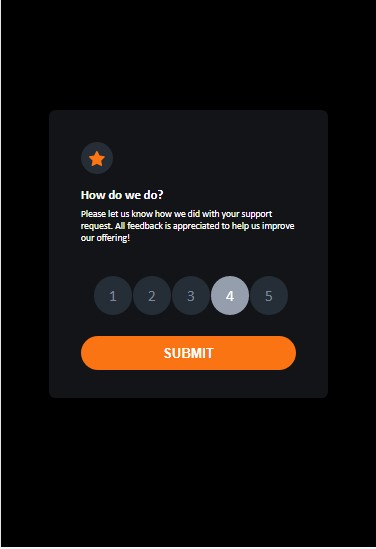 How do we do?
Please let us know how we did with your support
request. All feedback is appreciated to help us improve
our offering!
1 2 3 4 5
SUBMIT